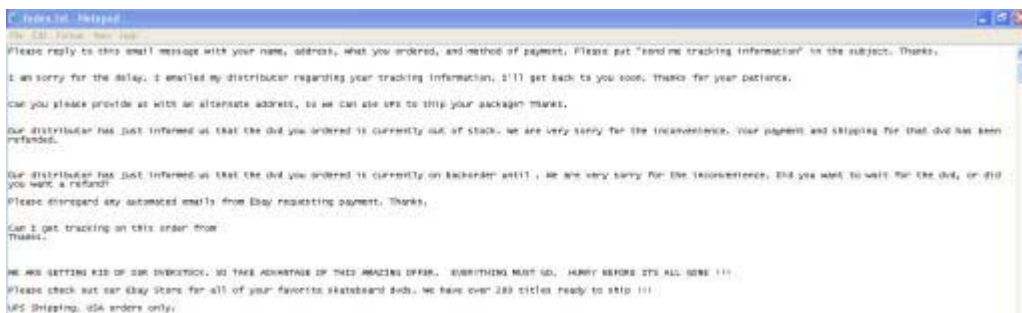 fedex.txt - Notepad
File Edit Format View Help
Please reply to this email message with your name, address, what you ordered, and method of payment. Please put "send me tracking information" in the subject. Thanks.
I am sorry for the delay. I emailed my distributor regarding your tracking information. I'll get back to you soon. Thanks for your patience.
Can you please provide us with an alternate address, so we can use UPS to ship your package? Thanks.
Our distributor has just informed us that the dvd you ordered is currently out of stock. We are very sorry for the inconvenience. Your payment and shipping for that dvd has been
refunded.
Our distributor has just informed us that the dvd you ordered is currently on backorder until . We are very sorry for the inconvenience. Did you want to wait for the dvd, or did
you want a refund?
Please disregard any automated emails from Ebay requesting payment. Thanks.
Can I get tracking on this order from
Thanks.
WE ARE GETTING RID OF OUR OVERSTOCK. SO TAKE ADVANTAGE OF THIS AMAZING OFFER. EVERYTHING MUST GO. HURRY BEFORE ITS ALL GONE !!!
Please check out our Ebay Store for all of your favorite skateboard dvds. We have over 200 titles ready to ship !!!
UPS Shipping. USA orders only.